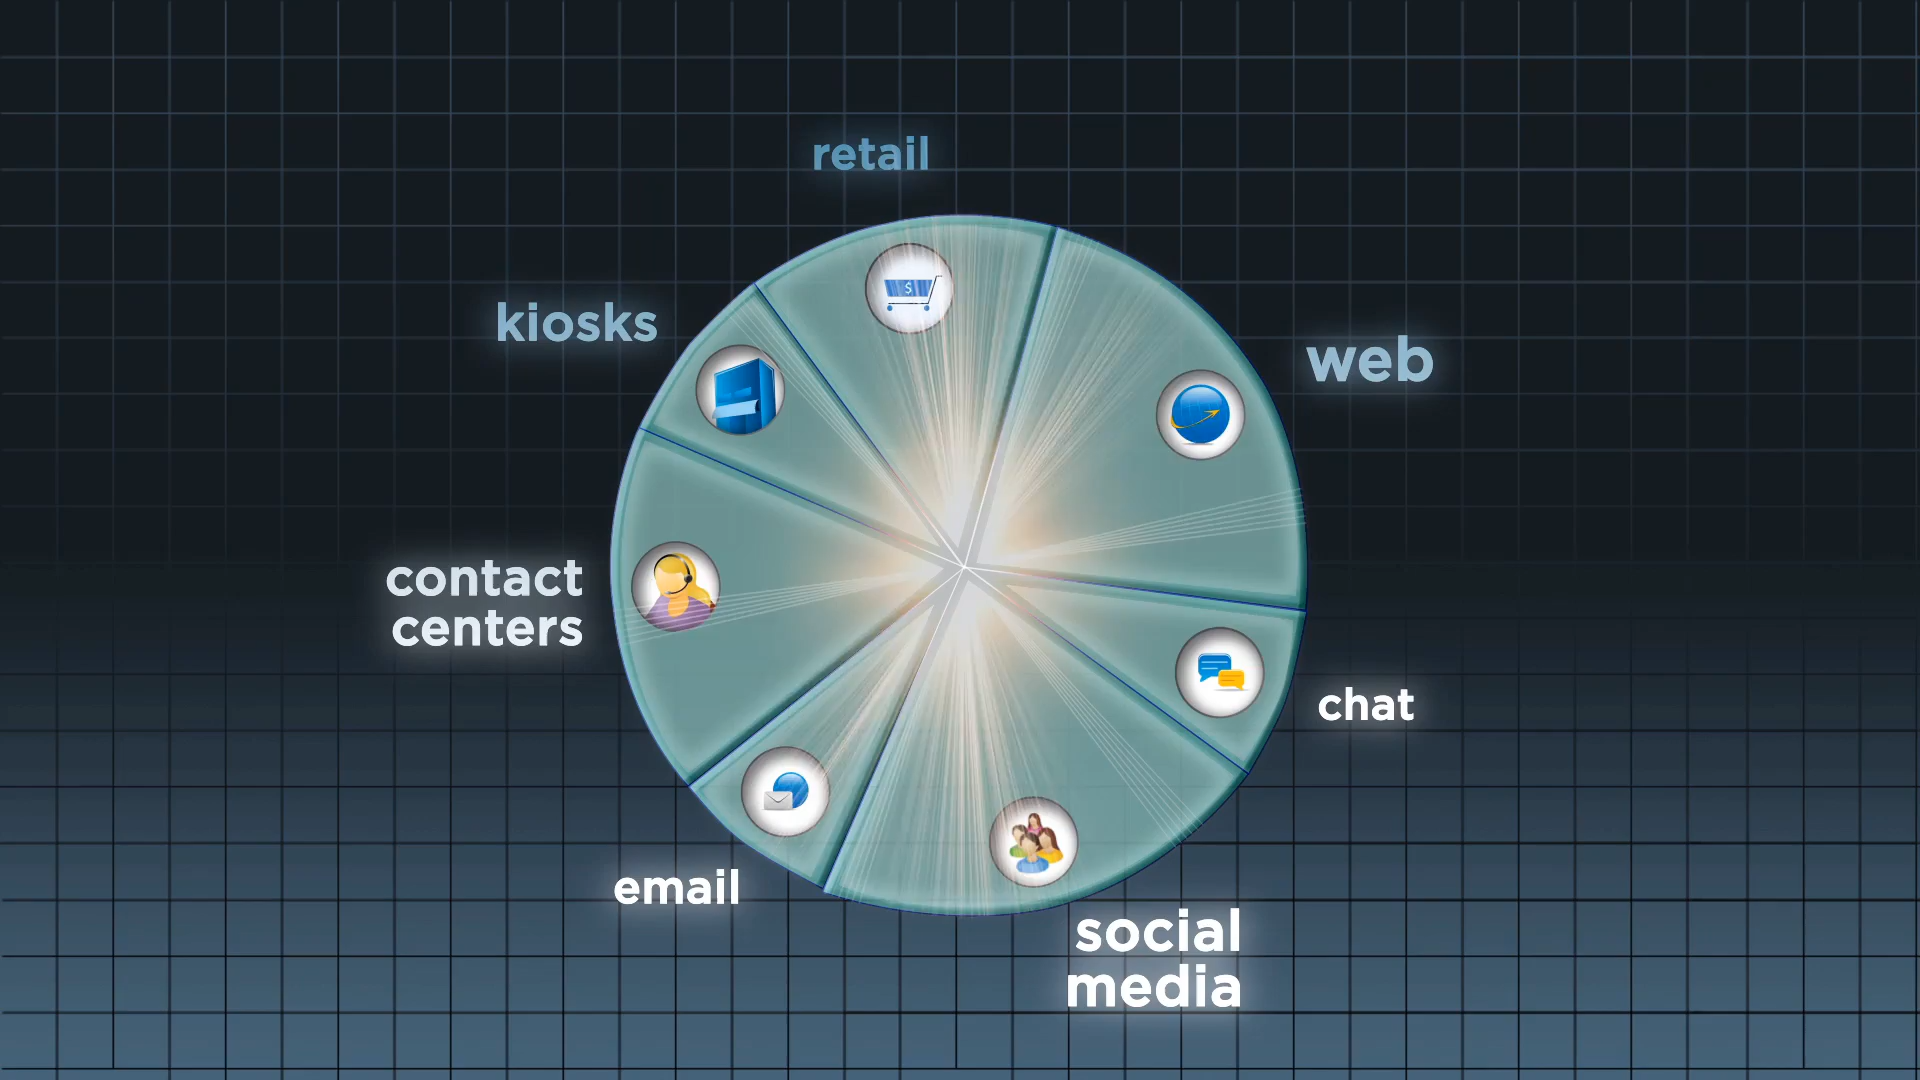 retail
kiosks
web
contact
centers
chat
email
social
media
$